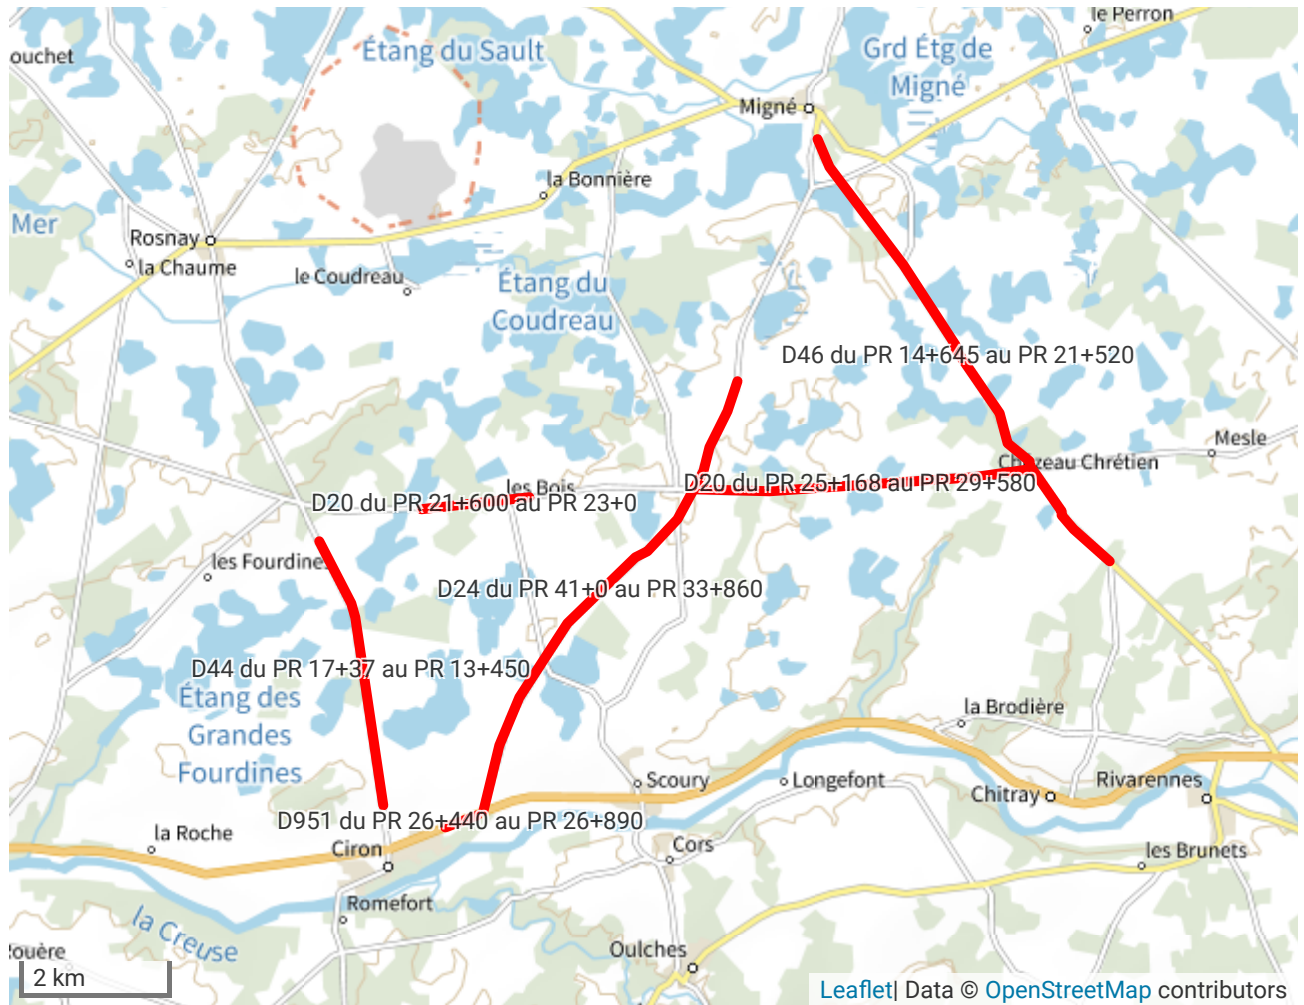 le Perron
Étang du Sault
Grd Étg de
Migné
ouchet
Migné
la Bonnière
Mer
Rosnay
la Chaume
le Coudreau
Étang du
Coudreau
D46 du PR 14+645 au PR 21+520
Mesle
Chézeau Chrétien
D20 du PR 25+168 au PR 29+580
les Bois
D20 du PR 21+600 au PR 23+0
les Fourdines
D24 du PR 41+0 au PR 33+860
D44 du PR 17+37 au PR 13+450
Étang des
Grandes
Fourdines
la Brodière
Scoury
Longefont
Rivarennes
Chitray
D951 du PR 26+440 au PR 26+890
la Roche
Ciron
Cors
les Brunets
Romefort
la Creuse
Oulches
ouère
2 km
Leaflet| Data © OpenStreetMap contributors